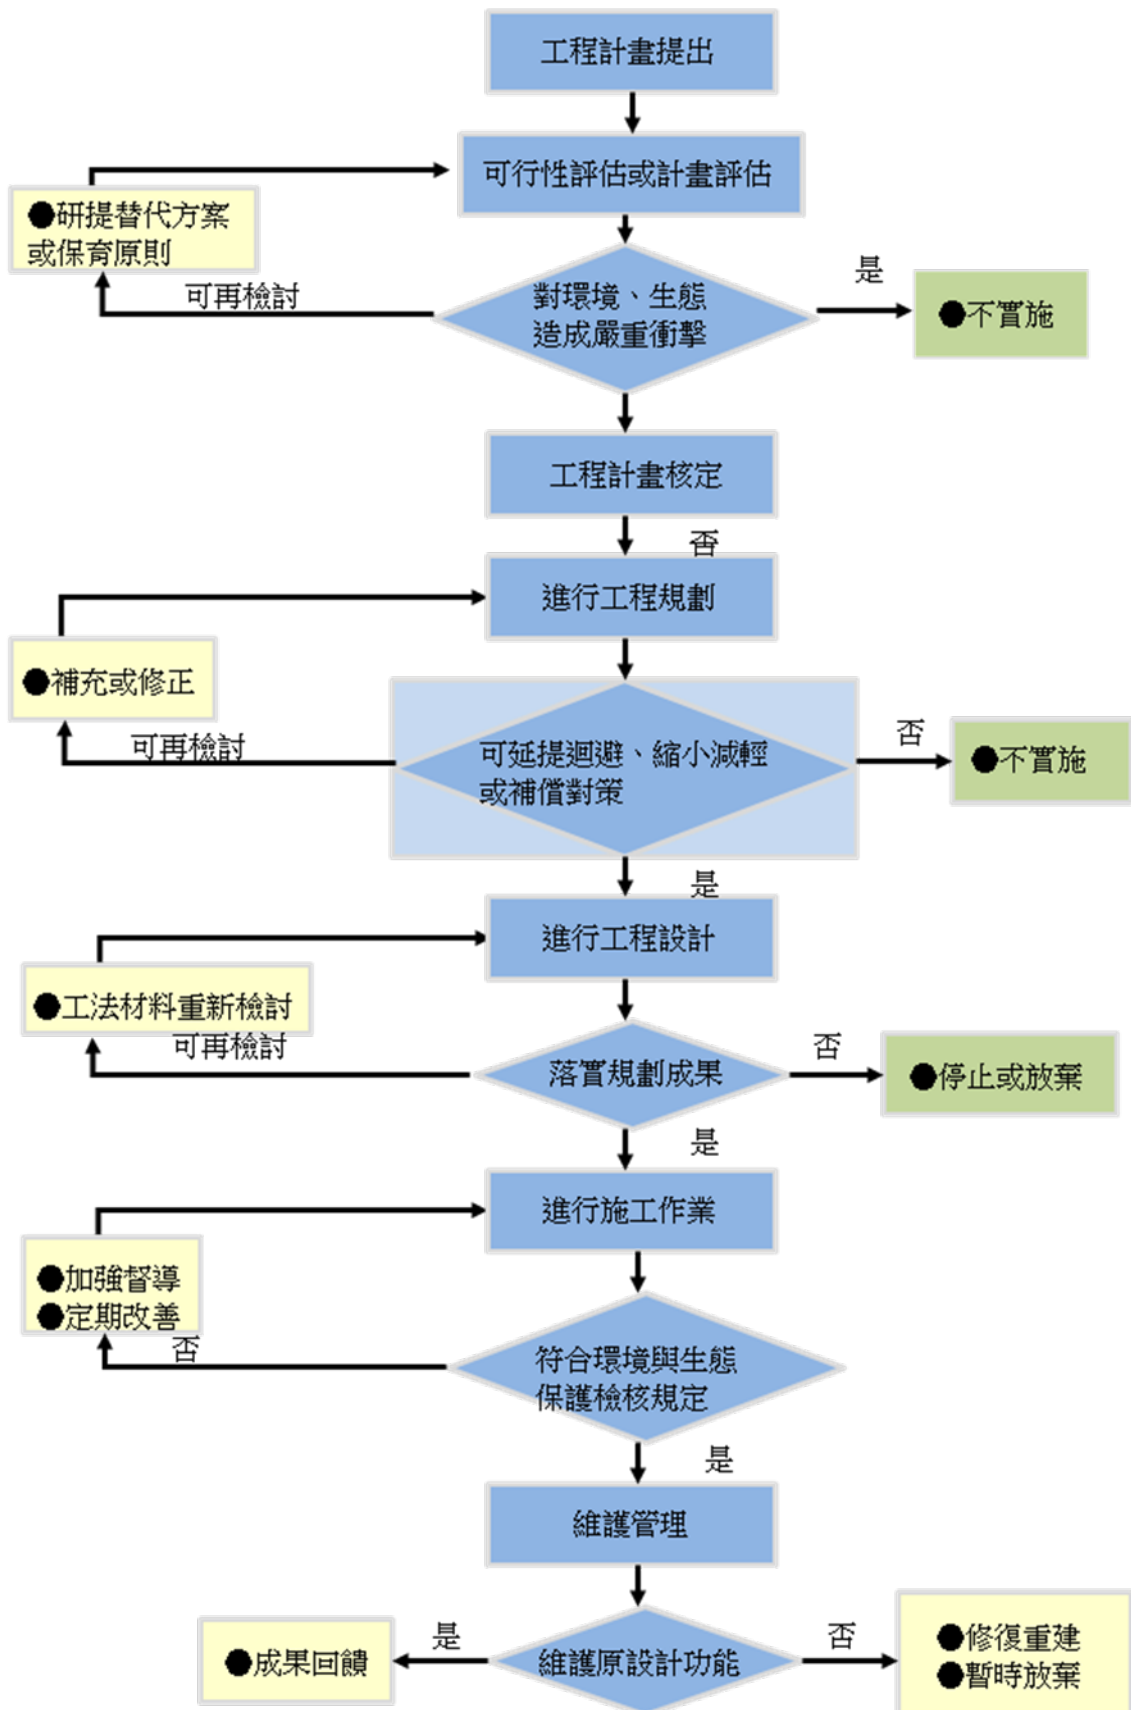 工程計畫提出
可行性評估或計畫評估
●研提替代方案
或保育原則
可再檢討
對環境、生態
造成嚴重衝擊
是
●不實施
工程計畫核定
否
進行工程規劃
●補充或修正
可再檢討
可延提迴避、縮小減輕
或補償對策
否
●不實施
是
進行工程設計
●工法材料重新檢討
可再檢討
落實規劃成果
否
●停止或放棄
是
進行施工作業
●加強督導
●定期改善
否
符合環境與生態
保護檢核規定
是
維護管理
●成果回饋
是
維護原設計功能
否
●修復重建
●暫時放棄